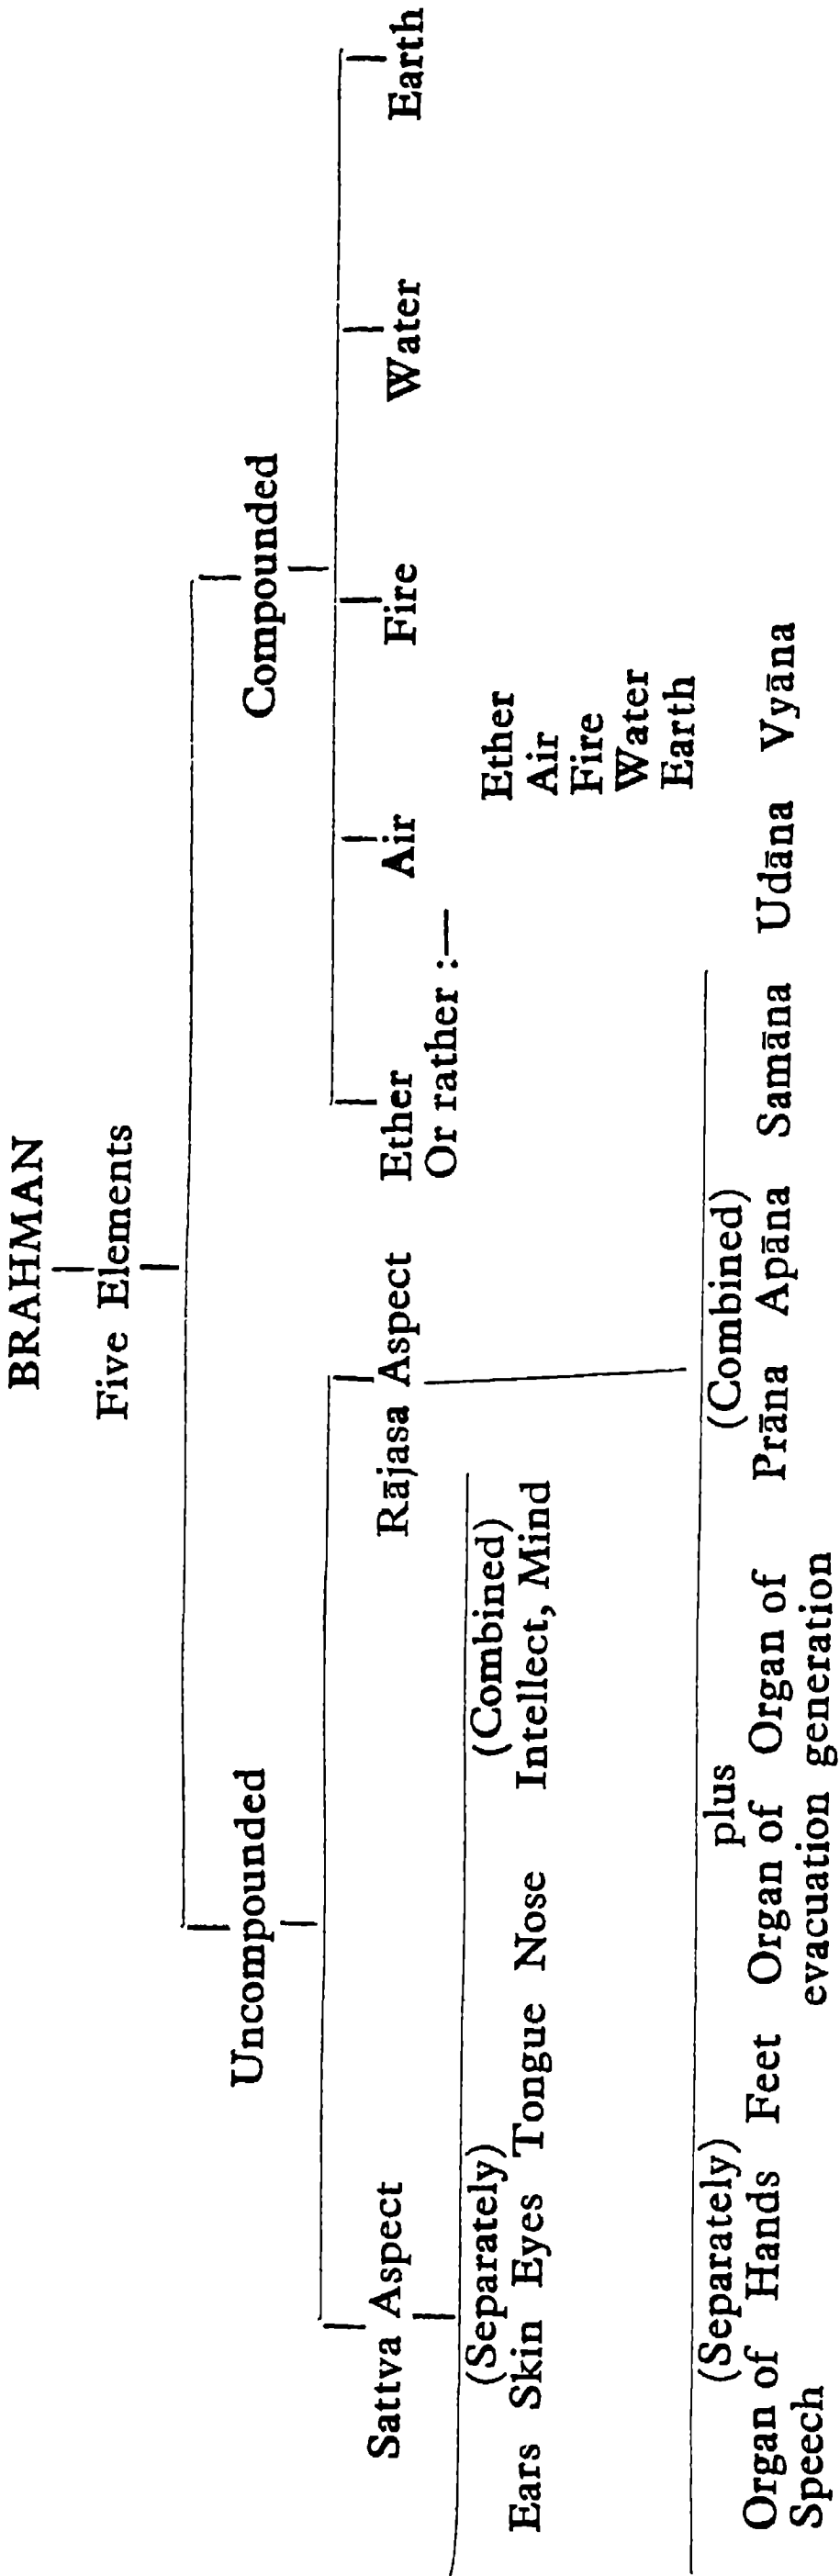 BRAHMAN
Five Elements
Uncompounded Compounded
Sattva Aspect Rājasa Aspect Ether Air Fire Water Earth
Or rather :—
(Separately) (Combined) Ether
Ears Skin Eyes Tongue Nose Intellect, Mind Air
Fire
Water
Earth
(Separately) plus (Combined)
Organ of Hands Feet Organ of Organ of Prāna Apāna Samāna Udāna Vyāna
Speech evacuation generation